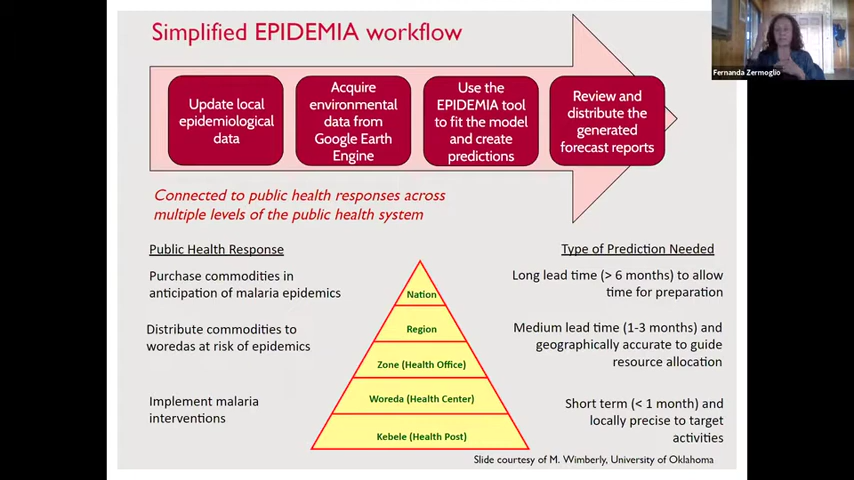 Simplified EPIDEMIA workflow
Fernanda Zermoglio
Update local
epidemiological
data
Acquire
environmental
data from
Google Earth
Engine
Use the
EPIDEMIA tool
to fit the model
and create
predictions
Review and
distribute the
generated
forecast reports
Connected to public health responses across
multiple levels of the public health system
Public Health Response
Purchase commodities in
anticipation of malaria epidemics
Distribute commodities to
woredas at risk of epidemics
Implement malaria
interventions
Nation
Region
Zone (Health Office)
Woreda (Health Center)
Kebele (Health Post)
Type of Prediction Needed
Long lead time (> 6 months) to allow
time for preparation
Medium lead time (1-3 months) and
geographically accurate to guide
resource allocation
Short term (< 1 month) and
locally precise to target
activities
Slide courtesy of M. Wimberly, University of Oklahoma